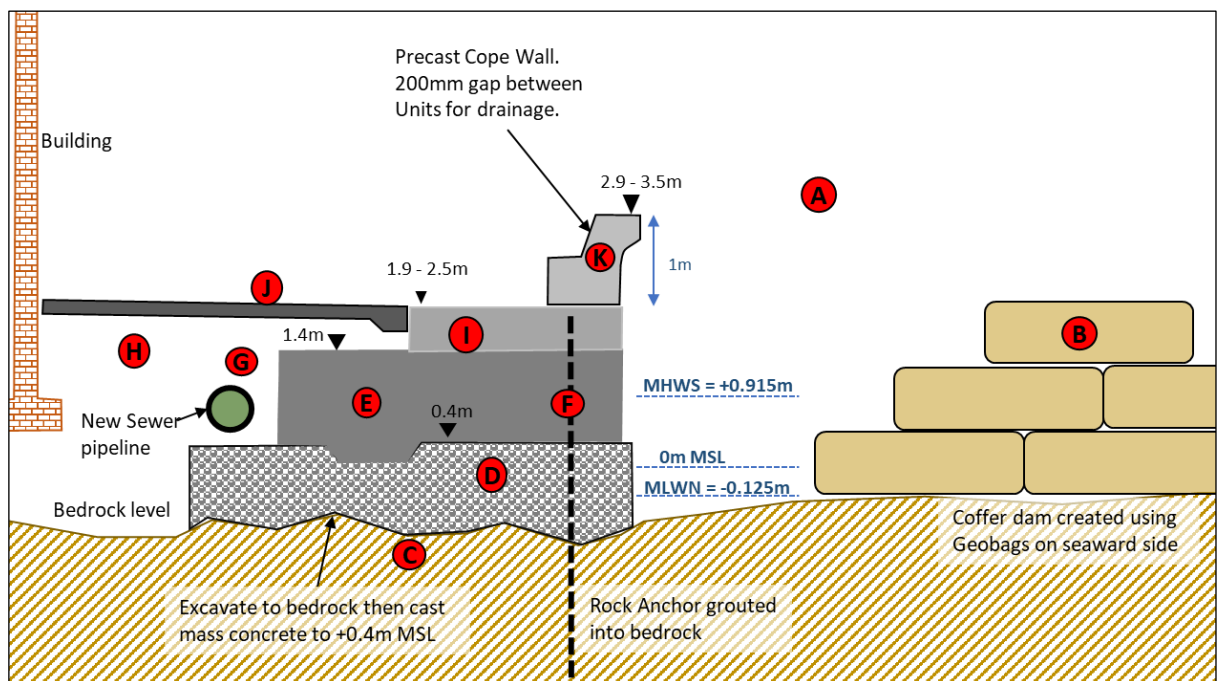 Precast Cope Wall.
200mm gap between
Units for drainage.
Building
2.9 - 3.5m
A
K
1m
1.9 - 2.5m
J
B
1.4m
I
H
G
MHWS = +0.915m
E
F
New Sewer
pipeline
0.4m
0m MSL
D
MLWN = -0.125m
Bedrock level
Coffer dam created using
Geobags on seaward side
C
Excavate to bedrock then cast
mass concrete to +0.4m MSL
Rock Anchor grouted
into bedrock